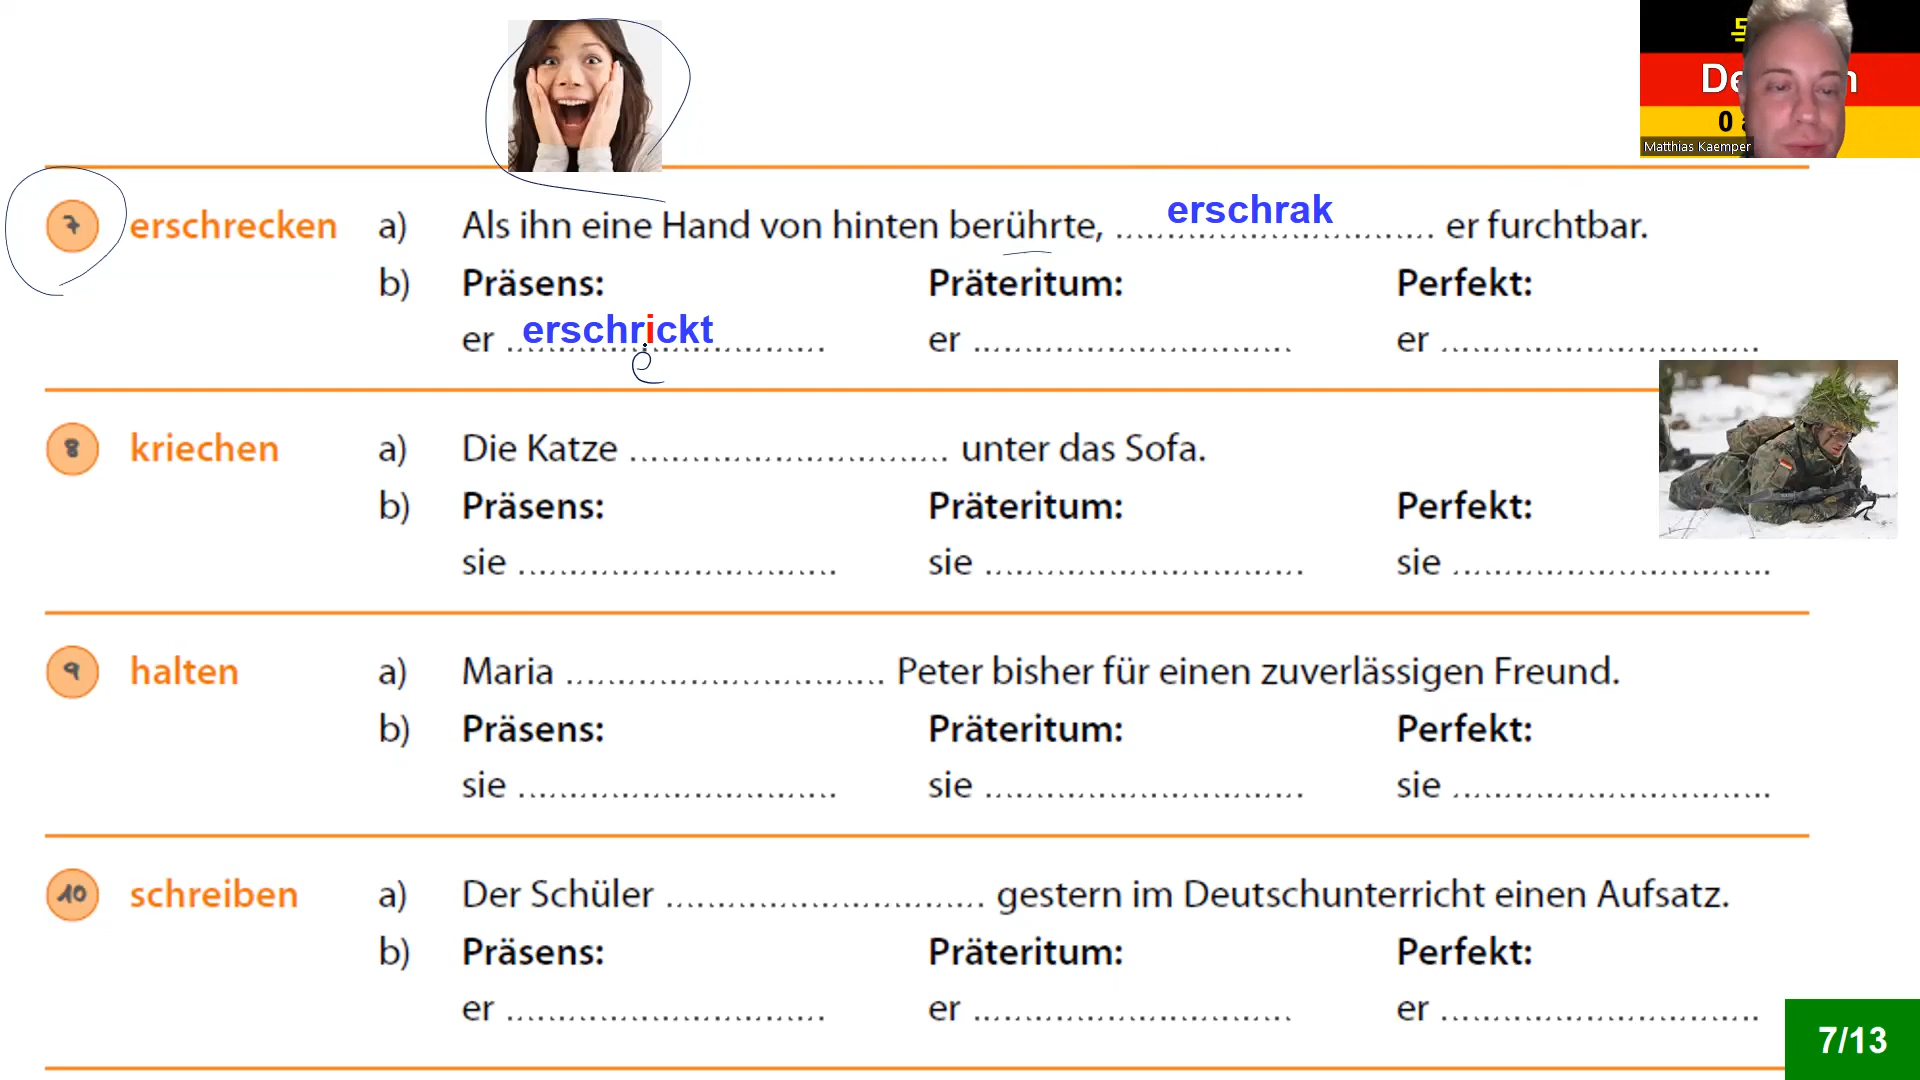 De n
0
Matthias Kaemper
7 erschrecken a) Als ihn eine Hand von hinten berührte, erschrak er furchtbar.
b) Präsens: Präteritum: Perfekt:
er erschrickt er er
e
8 kriechen a) Die Katze unter das Sofa.
b) Präsens: Präteritum: Perfekt:
sie sie sie
9 halten a) Maria Peter bisher für einen zuverlässigen Freund.
b) Präsens: Präteritum: Perfekt:
sie sie sie
10 schreiben a) Der Schüler gestern im Deutschunterricht einen Aufsatz.
b) Präsens: Präteritum: Perfekt:
er er er
7/13